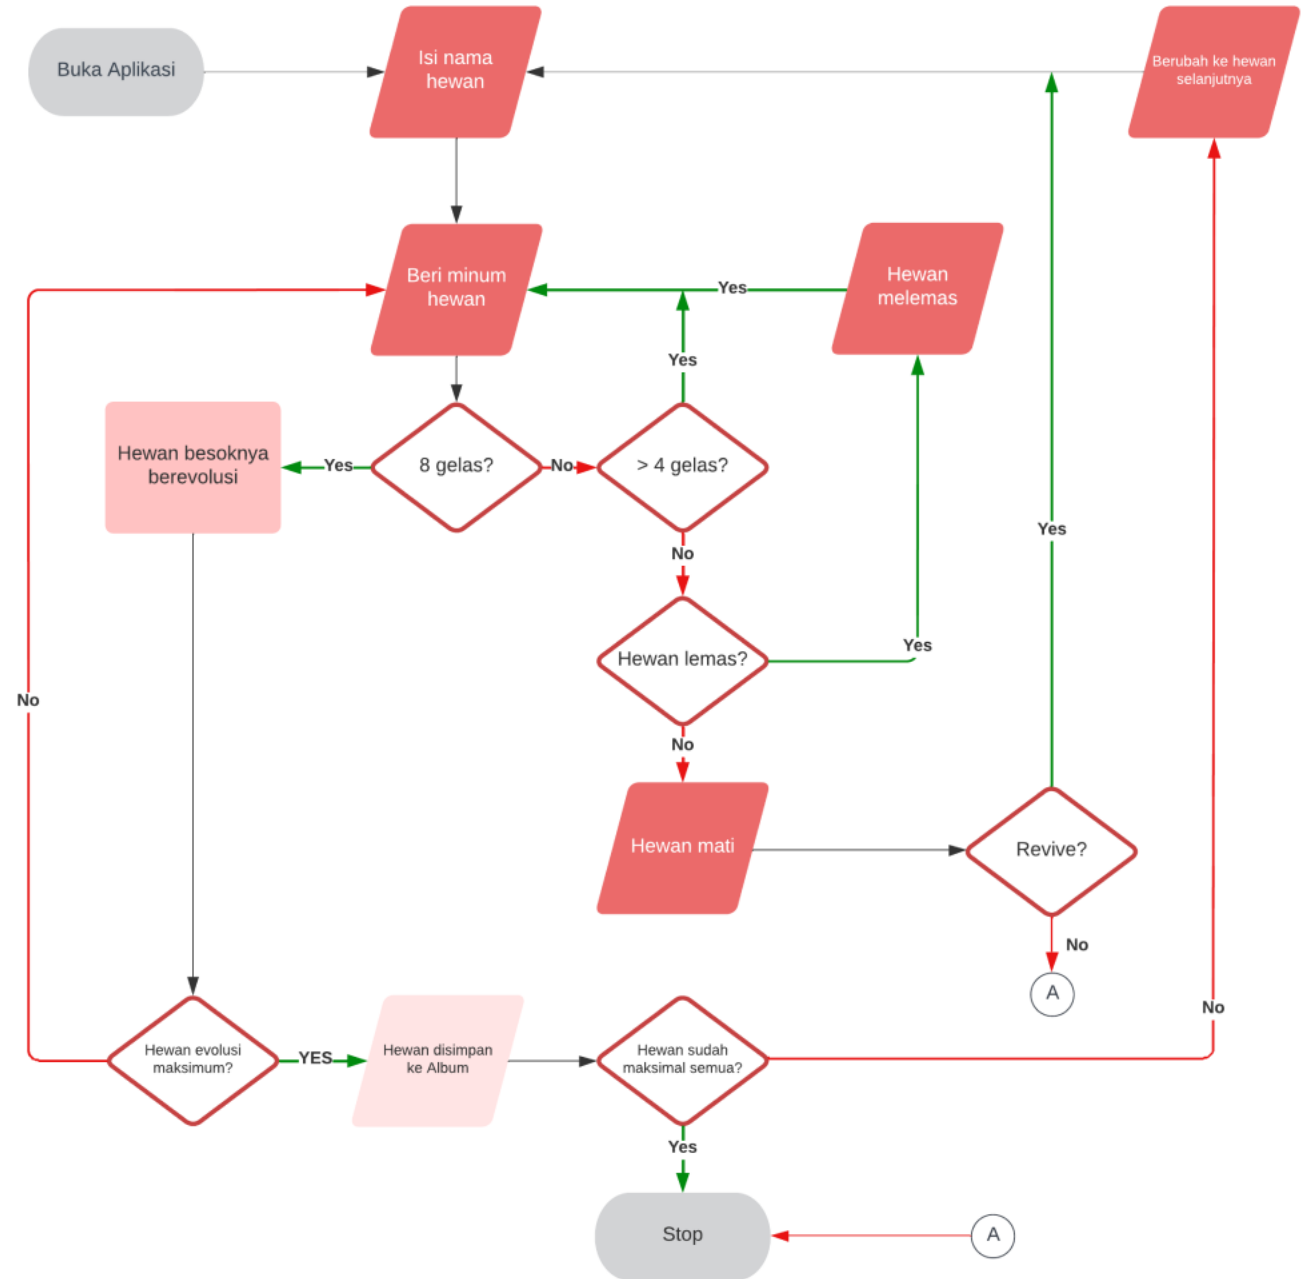 Buka Aplikasi
Isi nama
hewan
Berubah ke hewan
selanjutnya
Beri minum
hewan
Yes
Hewan
melemas
Yes
Hewan besoknya
berevolusi
Yes
8 gelas?
No
> 4 gelas?
Yes
No
Hewan lemas?
Yes
No
No
Hewan mati
Revive?
No
A
No
Hewan evolusi
maksimum?
YES
Hewan disimpan
ke Album
Hewan sudah
maksimal semua?
Yes
Stop
A